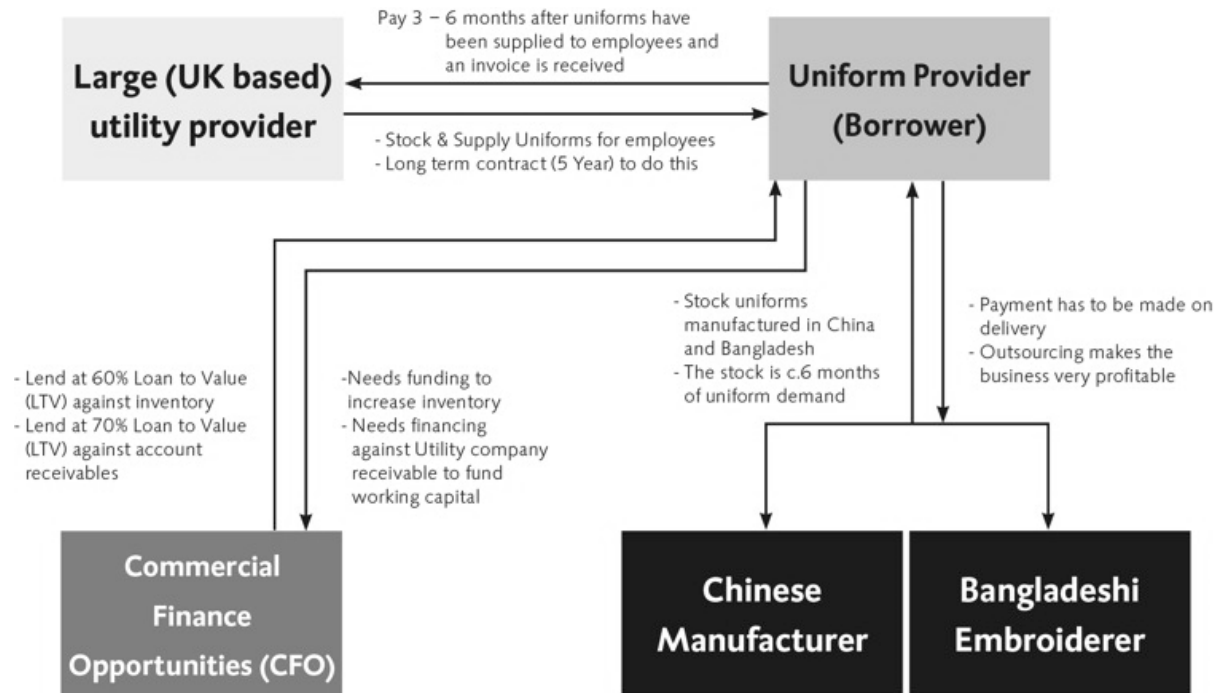 Pay 3 – 6 months after uniforms have
been supplied to employees and
an invoice is received
Large (UK based)
utility provider
Uniform Provider
(Borrower)
- Stock & Supply Uniforms for employees
- Long term contract (5 Year) to do this
- Lend at 60% Loan to Value
(LTV) against inventory
- Lend at 70% Loan to Value
(LTV) against account
receivables
-Needs funding to
increase inventory
- Needs financing
against Utility company
receivable to fund
working capital
- Stock uniforms
manufactured in China
and Bangladesh
- The stock is c.6 months
of uniform demand
- Payment has to be made on
delivery
- Outsourcing makes the
business very profitable
Commercial
Finance
Opportunities (CFO)
Chinese
Manufacturer
Bangladeshi
Embroiderer